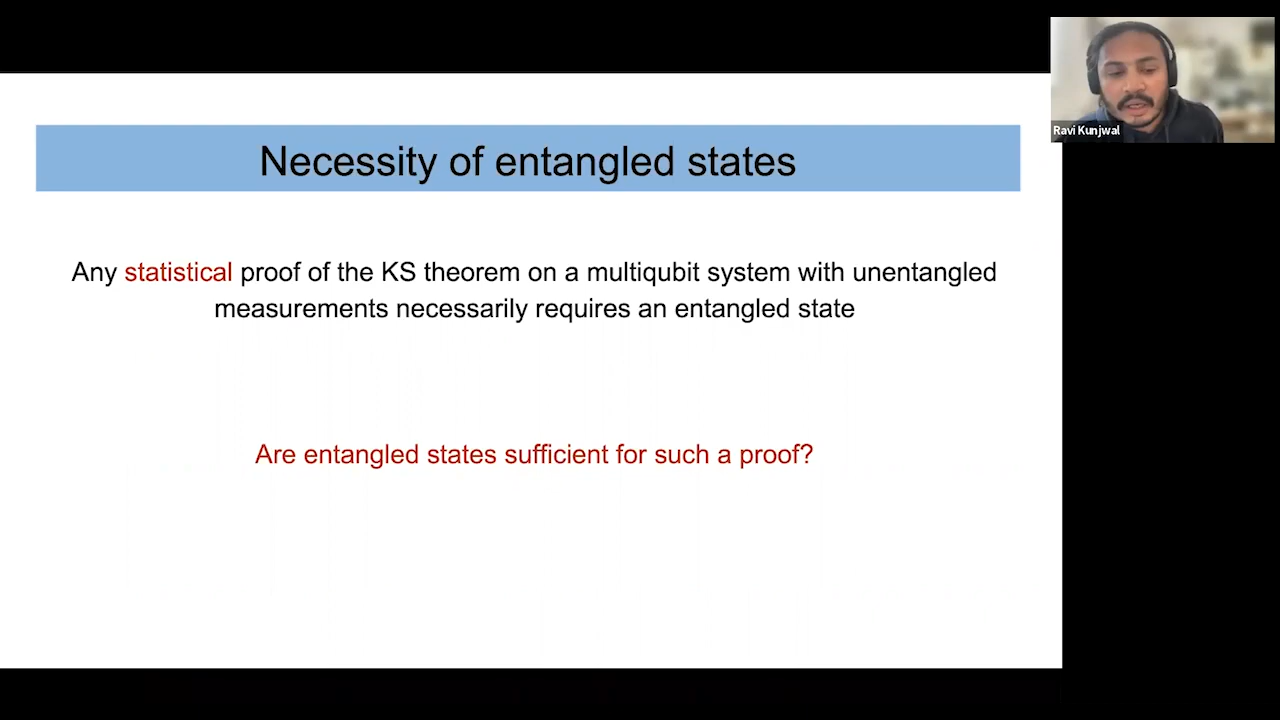 Necessity of entangled states
Any statistical proof of the KS theorem on a multiqubit system with unentangled
measurements necessarily requires an entangled state
Are entangled states sufficient for such a proof?
Ravi Kunjwal